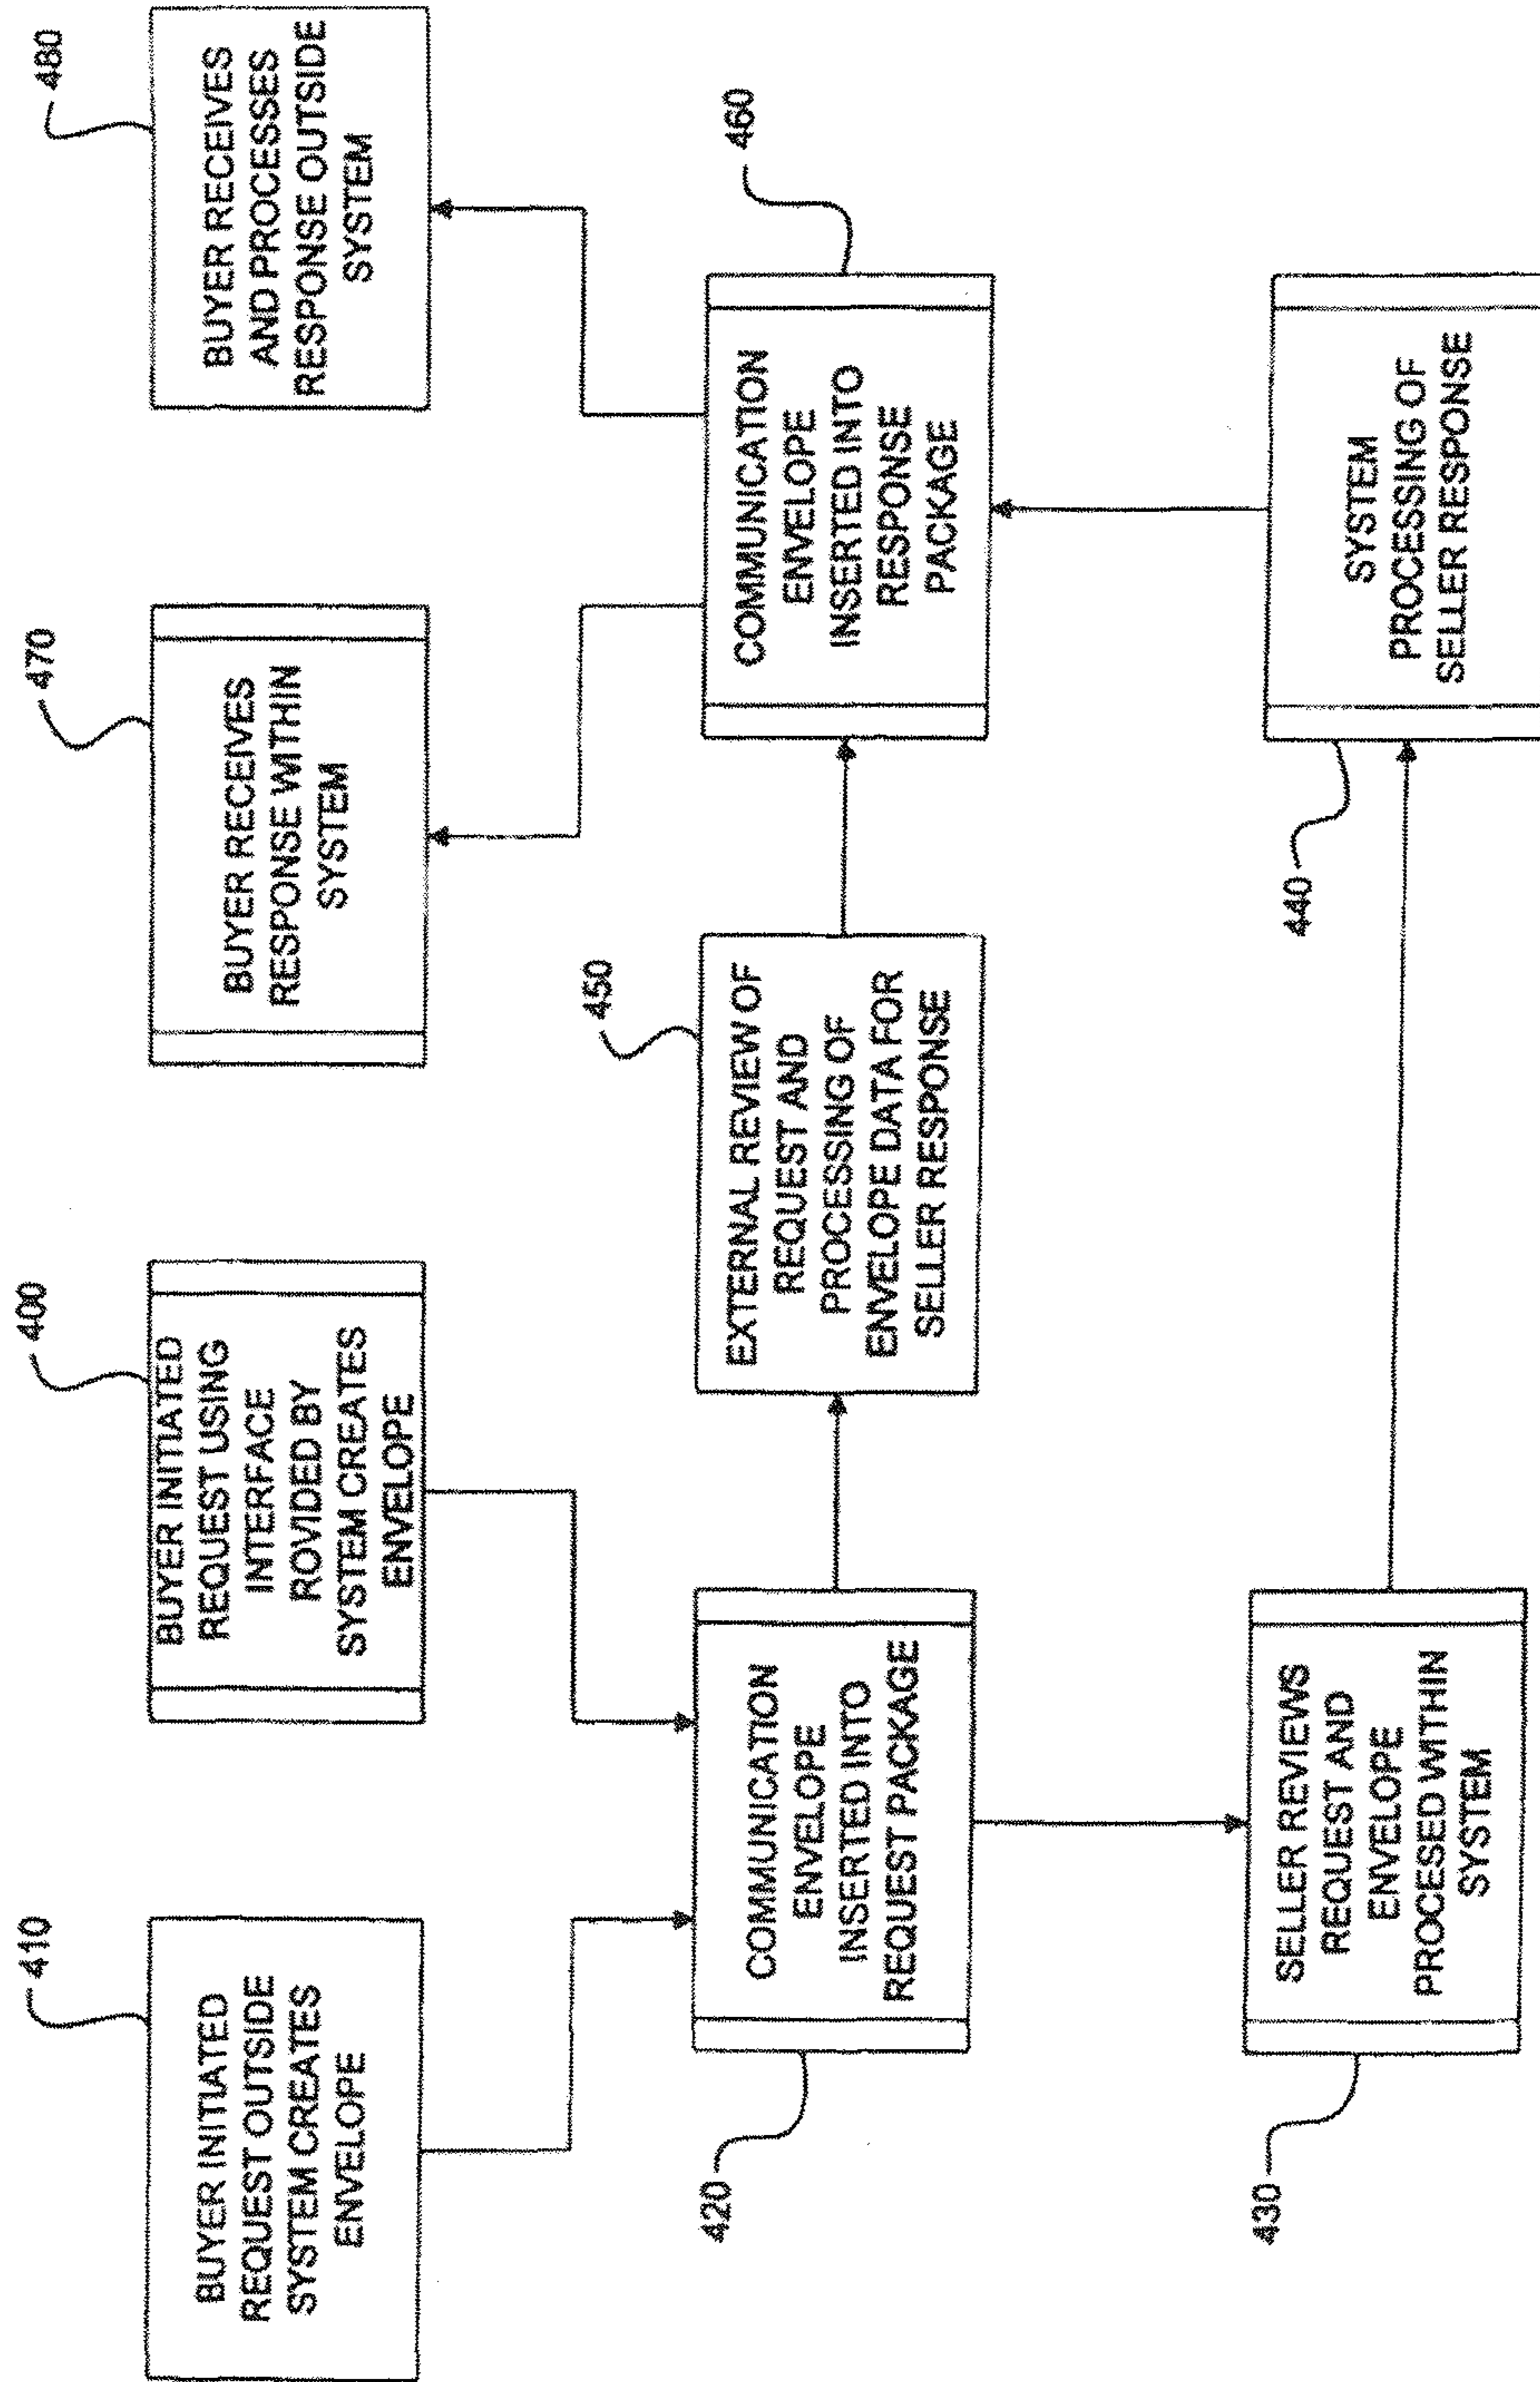 410
BUYER INITIATED
REQUEST OUTSIDE
SYSTEM CREATES
ENVELOPE
400
BUYER INITIATED
REQUEST USING
INTERFACE
ROVIDED BY
SYSTEM CREATES
ENVELOPE
470
BUYER RECEIVES
RESPONSE WITHIN
SYSTEM
480
BUYER RECEIVES
AND PROCESSES
RESPONSE OUTSIDE
SYSTEM
420
COMMUNICATION
ENVELOPE
INSERTED INTO
REQUEST PACKAGE
450
EXTERNAL REVIEW OF
REQUEST AND
PROCESSING OF
ENVELOPE DATA FOR
SELLER RESPONSE
460
COMMUNICATION
ENVELOPE
INSERTED INTO
RESPONSE
PACKAGE
430
SELLER REVIEWS
REQUEST AND
ENVELOPE
PROCESSED WITHIN
SYSTEM
440
SYSTEM
PROCESSING OF
SELLER RESPONSE